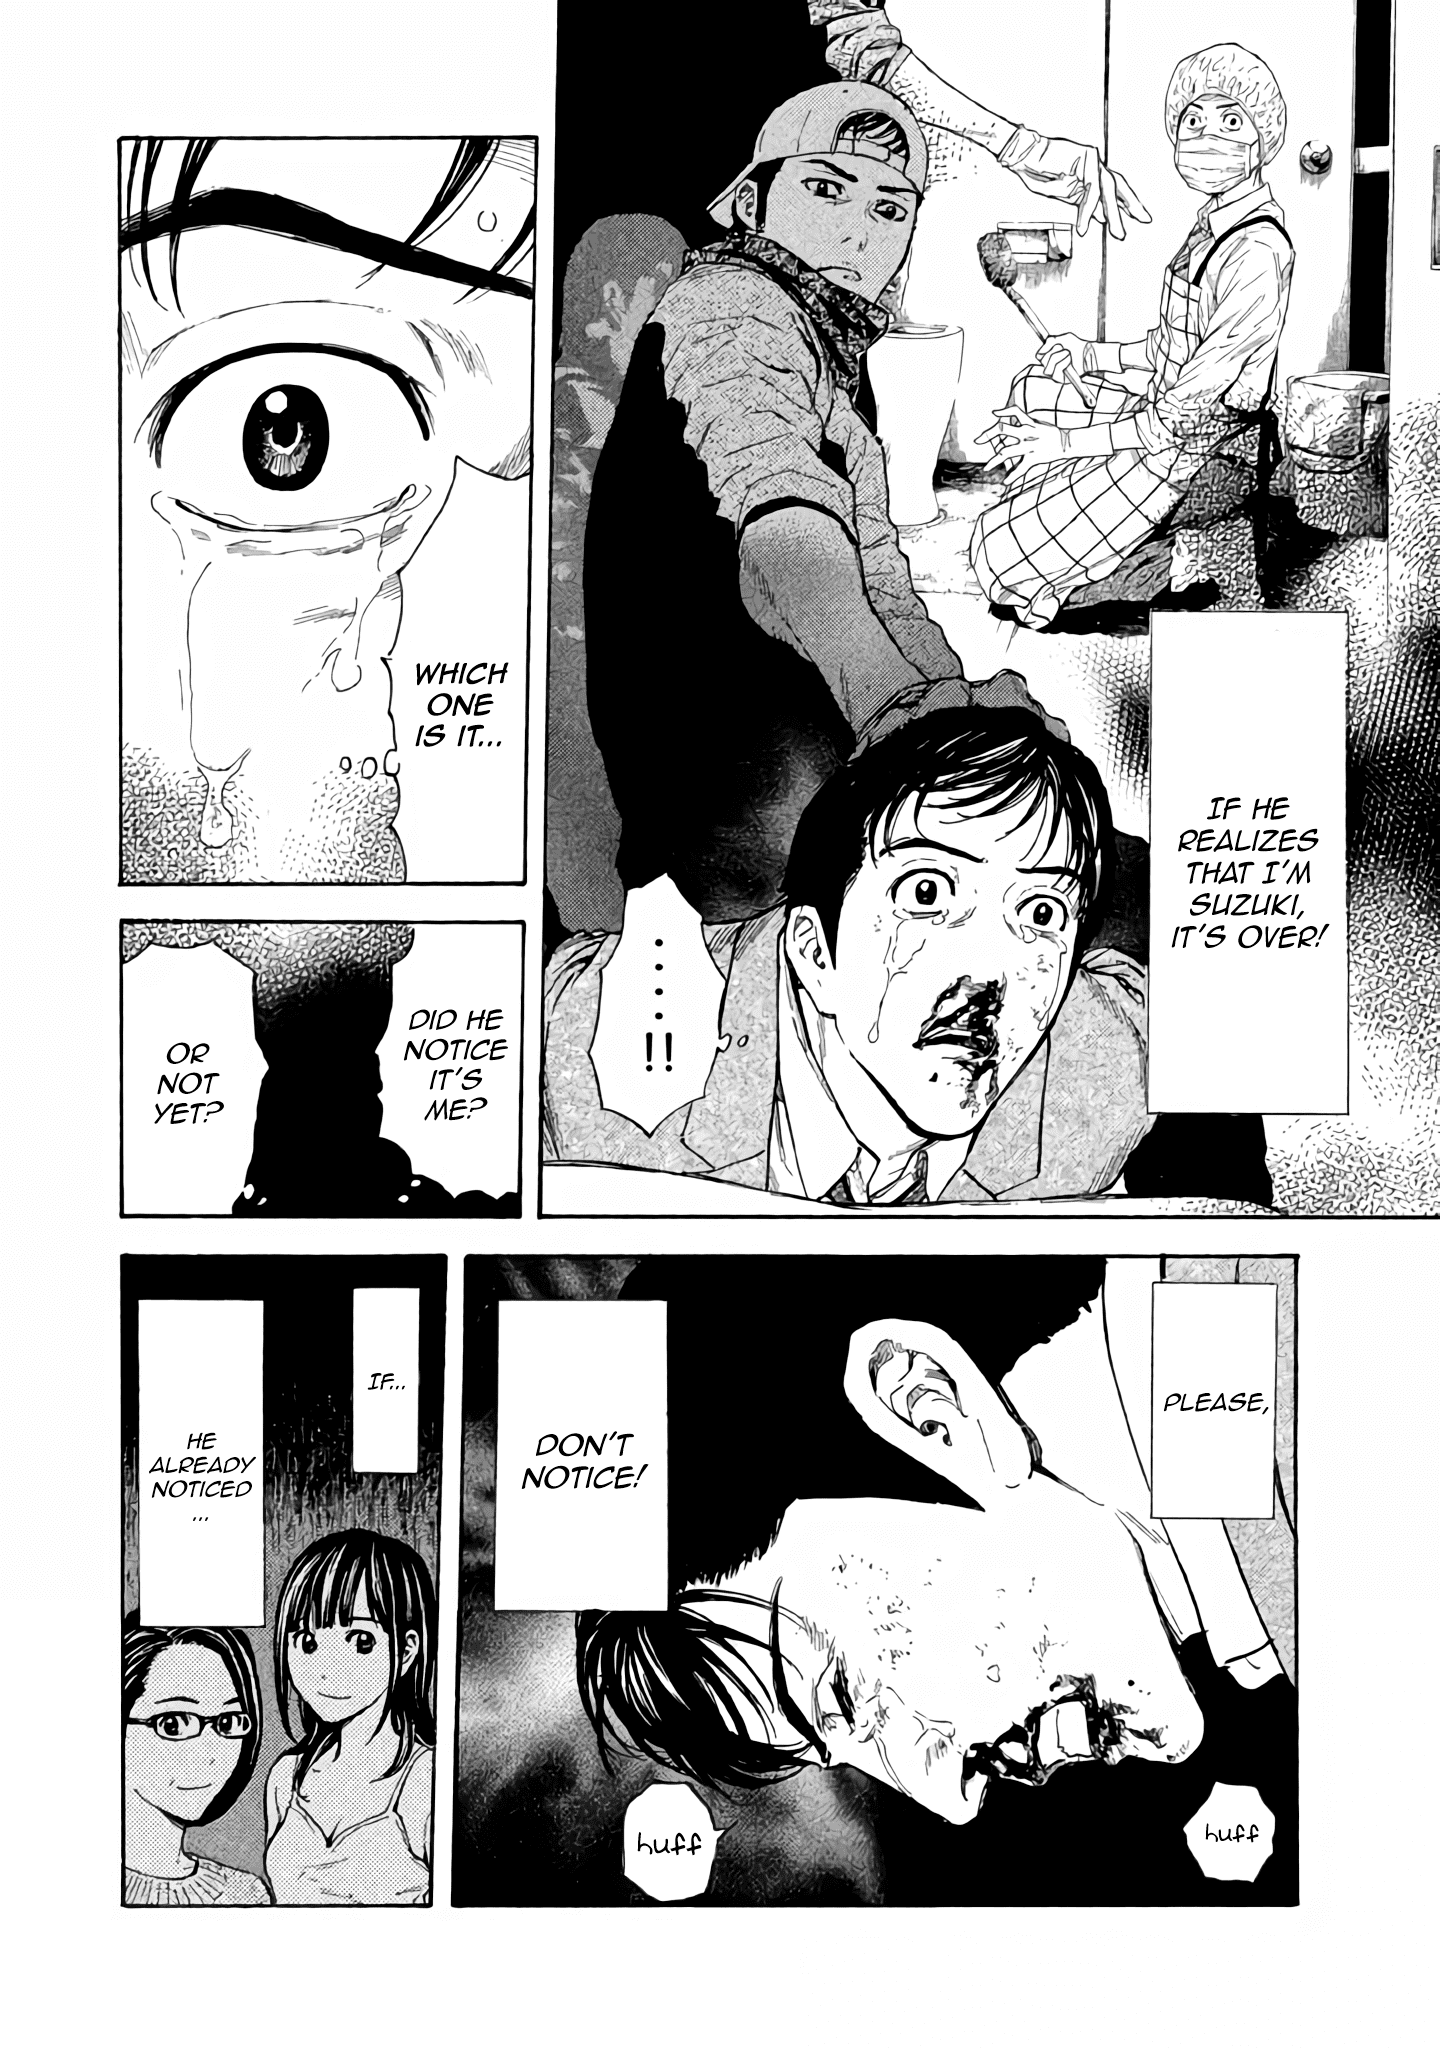 IF HE
REALIZES
THAT I'M
SUZUKI,
IT'S OVER!
......!!
WHICH
ONE
IS IT...
DID HE
NOTICE
IT'S
ME?
OR
NOT
YET?
PLEASE,
DON'T
NOTICE!
huff
huff
IF...
HE
ALREADY
NOTICED
...